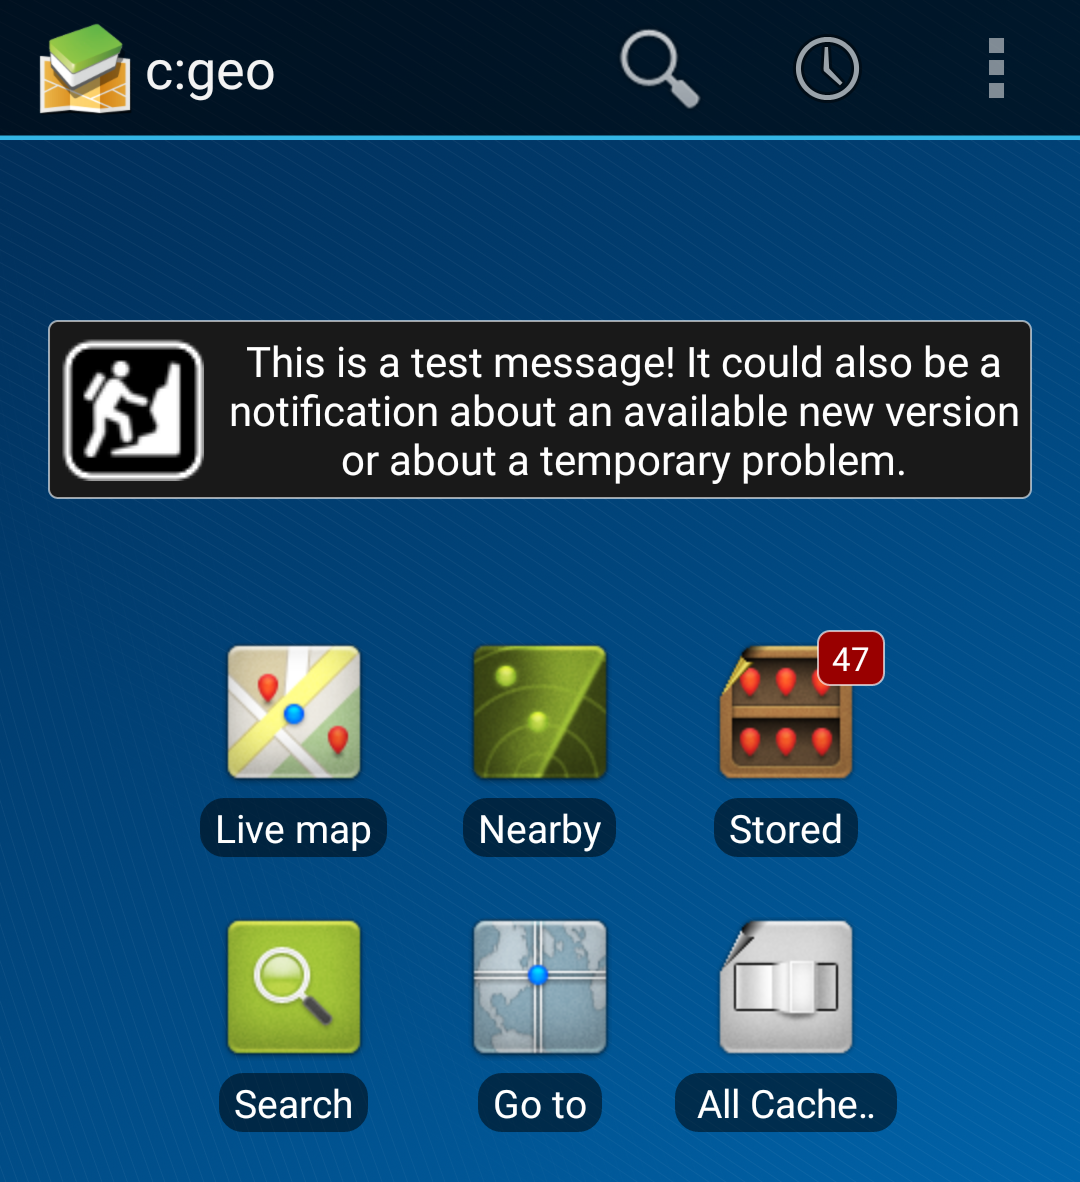 c:geo
This is a test message! It could also be a
notification about an available new version
or about a temporary problem.
47
Live map
Nearby
Stored
Search
Go to
All Cache..